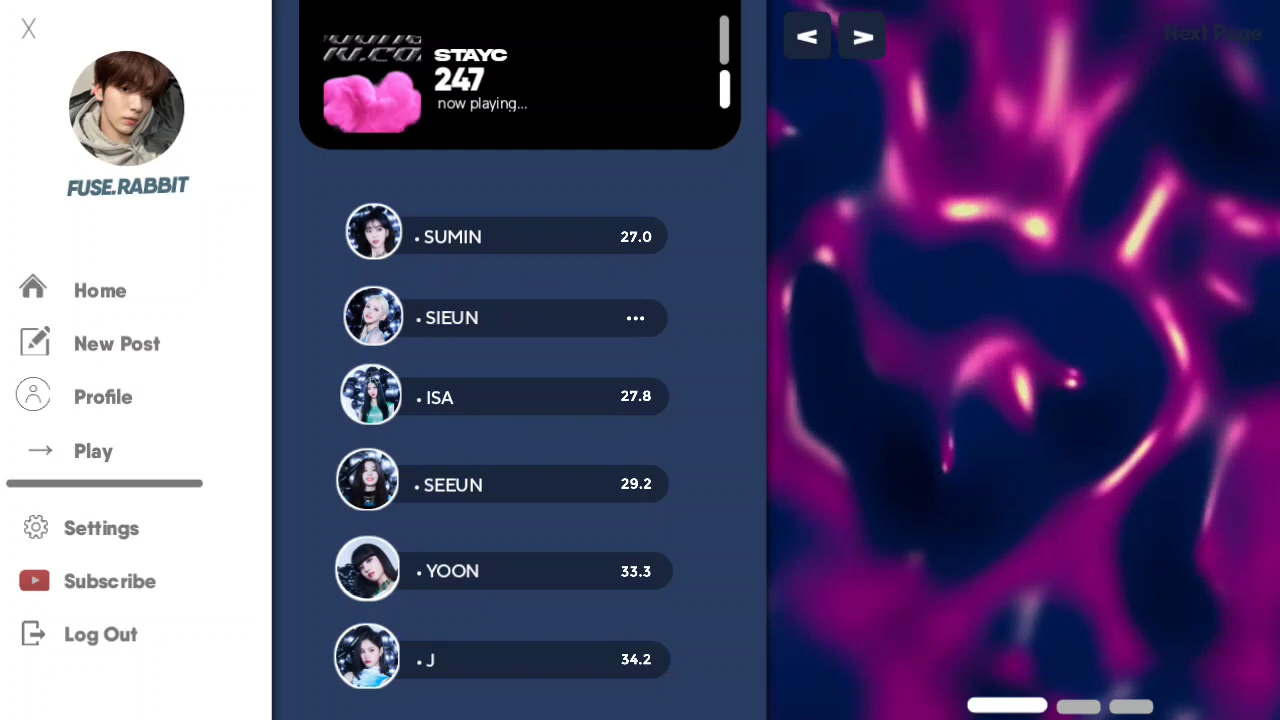 X
FUSE.RABBIT
Home
New Post
Profile
Play
Settings
Subscribe
Log Out
STAYC
247
now playing...
• SUMIN 27.0
• SIEUN •••
• ISA 27.8
• SEEUN 29.2
• YOON 33.3
• J 34.2
< >
Next Page